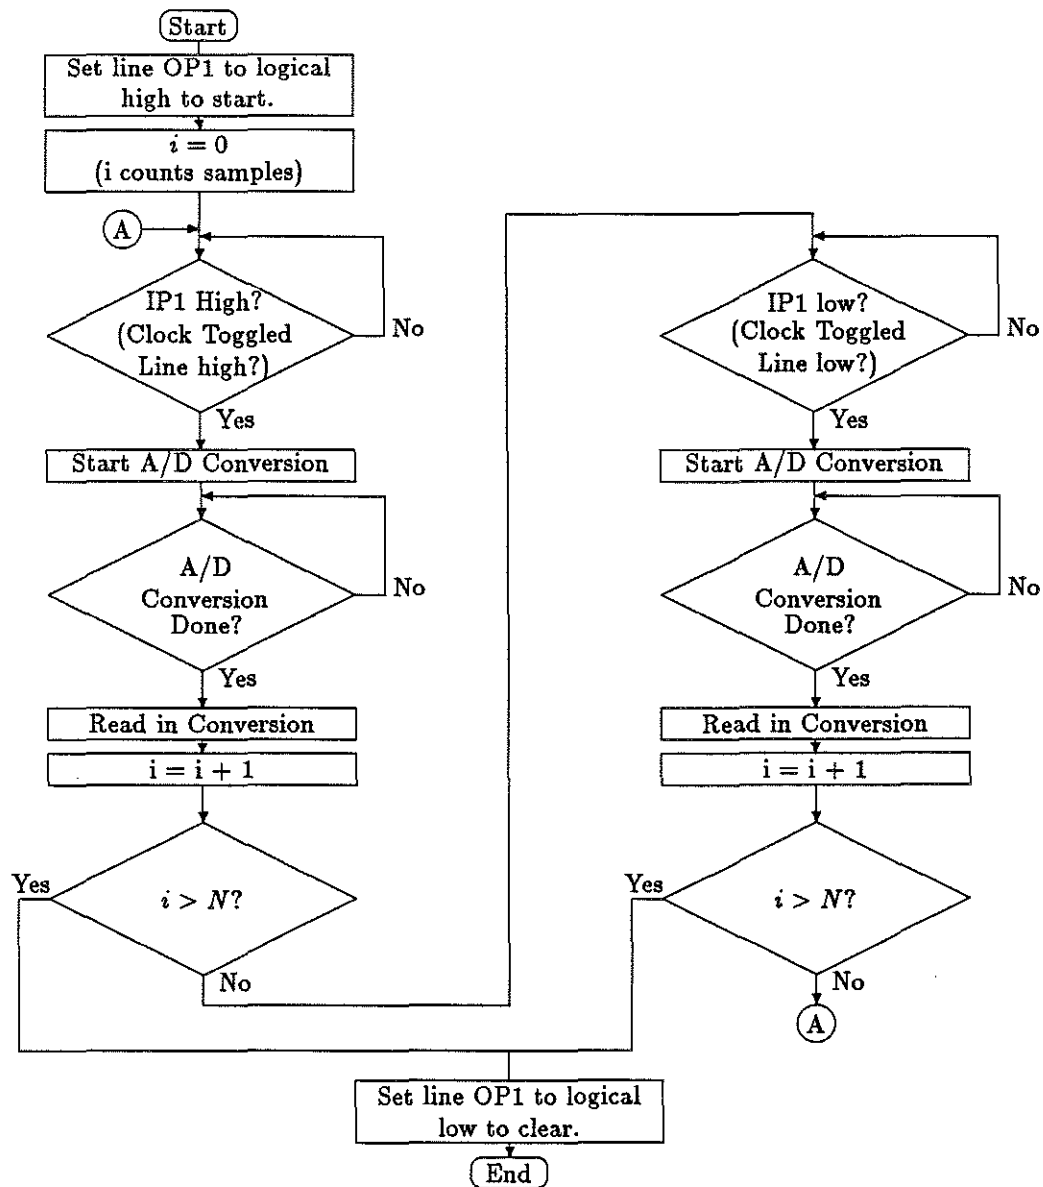 Start
Set line OP1 to logical
high to start.
i = 0
(i counts samples)
A
IP1 High?
(Clock Toggled
Line high?)
No
Yes
Start A/D Conversion
A/D
Conversion
Done?
No
Yes
Read in Conversion
i = i + 1
i > N?
Yes
No
IP1 low?
(Clock Toggled
Line low?)
No
Yes
Start A/D Conversion
A/D
Conversion
Done?
No
Yes
Read in Conversion
i = i + 1
i > N?
Yes
No
A
Set line OP1 to logical
low to clear.
End